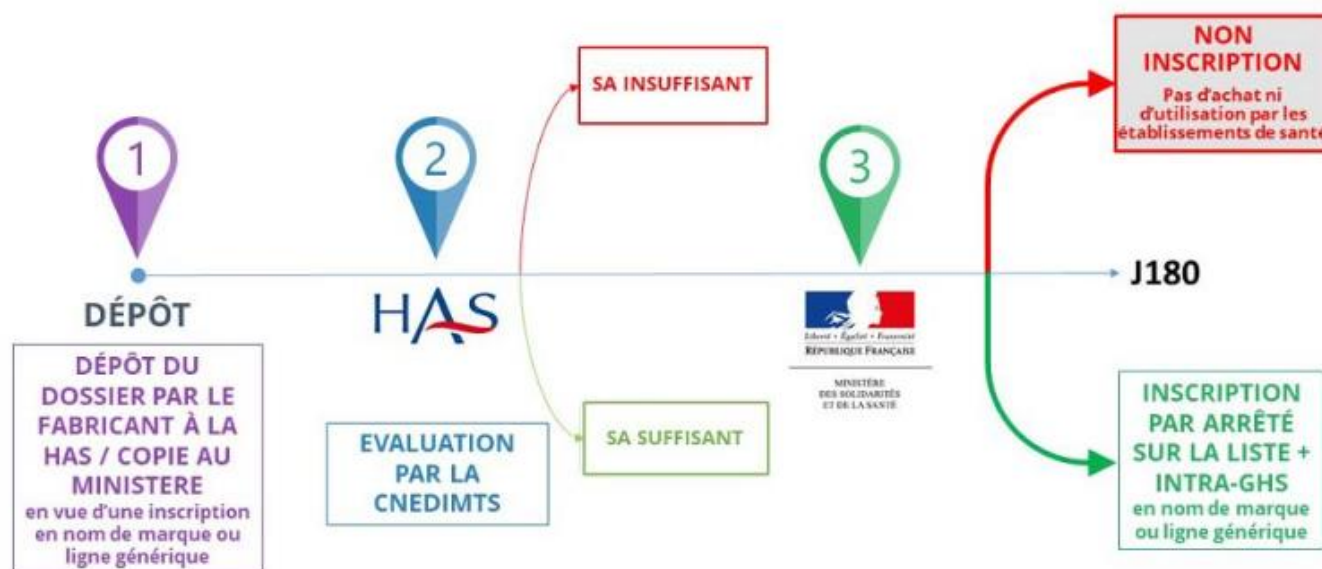 1
DÉPÔT
DÉPÔT DU
DOSSIER PAR LE
FABRICANT À LA
HAS / COPIE AU
MINISTERE
en vue d'une inscription
en nom de marque ou
ligne générique
2
HAS
EVALUATION
PAR LA
CNEDIMTS
SA INSUFFISANT
SA SUFFISANT
3
Liberté • Égalité • Fraternité
RÉPUBLIQUE FRANÇAISE
MINISTÈRE
DES SOLIDARITÉS
ET DE LA SANTÉ
NON
INSCRIPTION
Pas d'achat ni
d'utilisation par les
établissements de santé
J180
INSCRIPTION
PAR ARRÊTÉ
SUR LA LISTE +
INTRA-GHS
en nom de marque
ou ligne générique